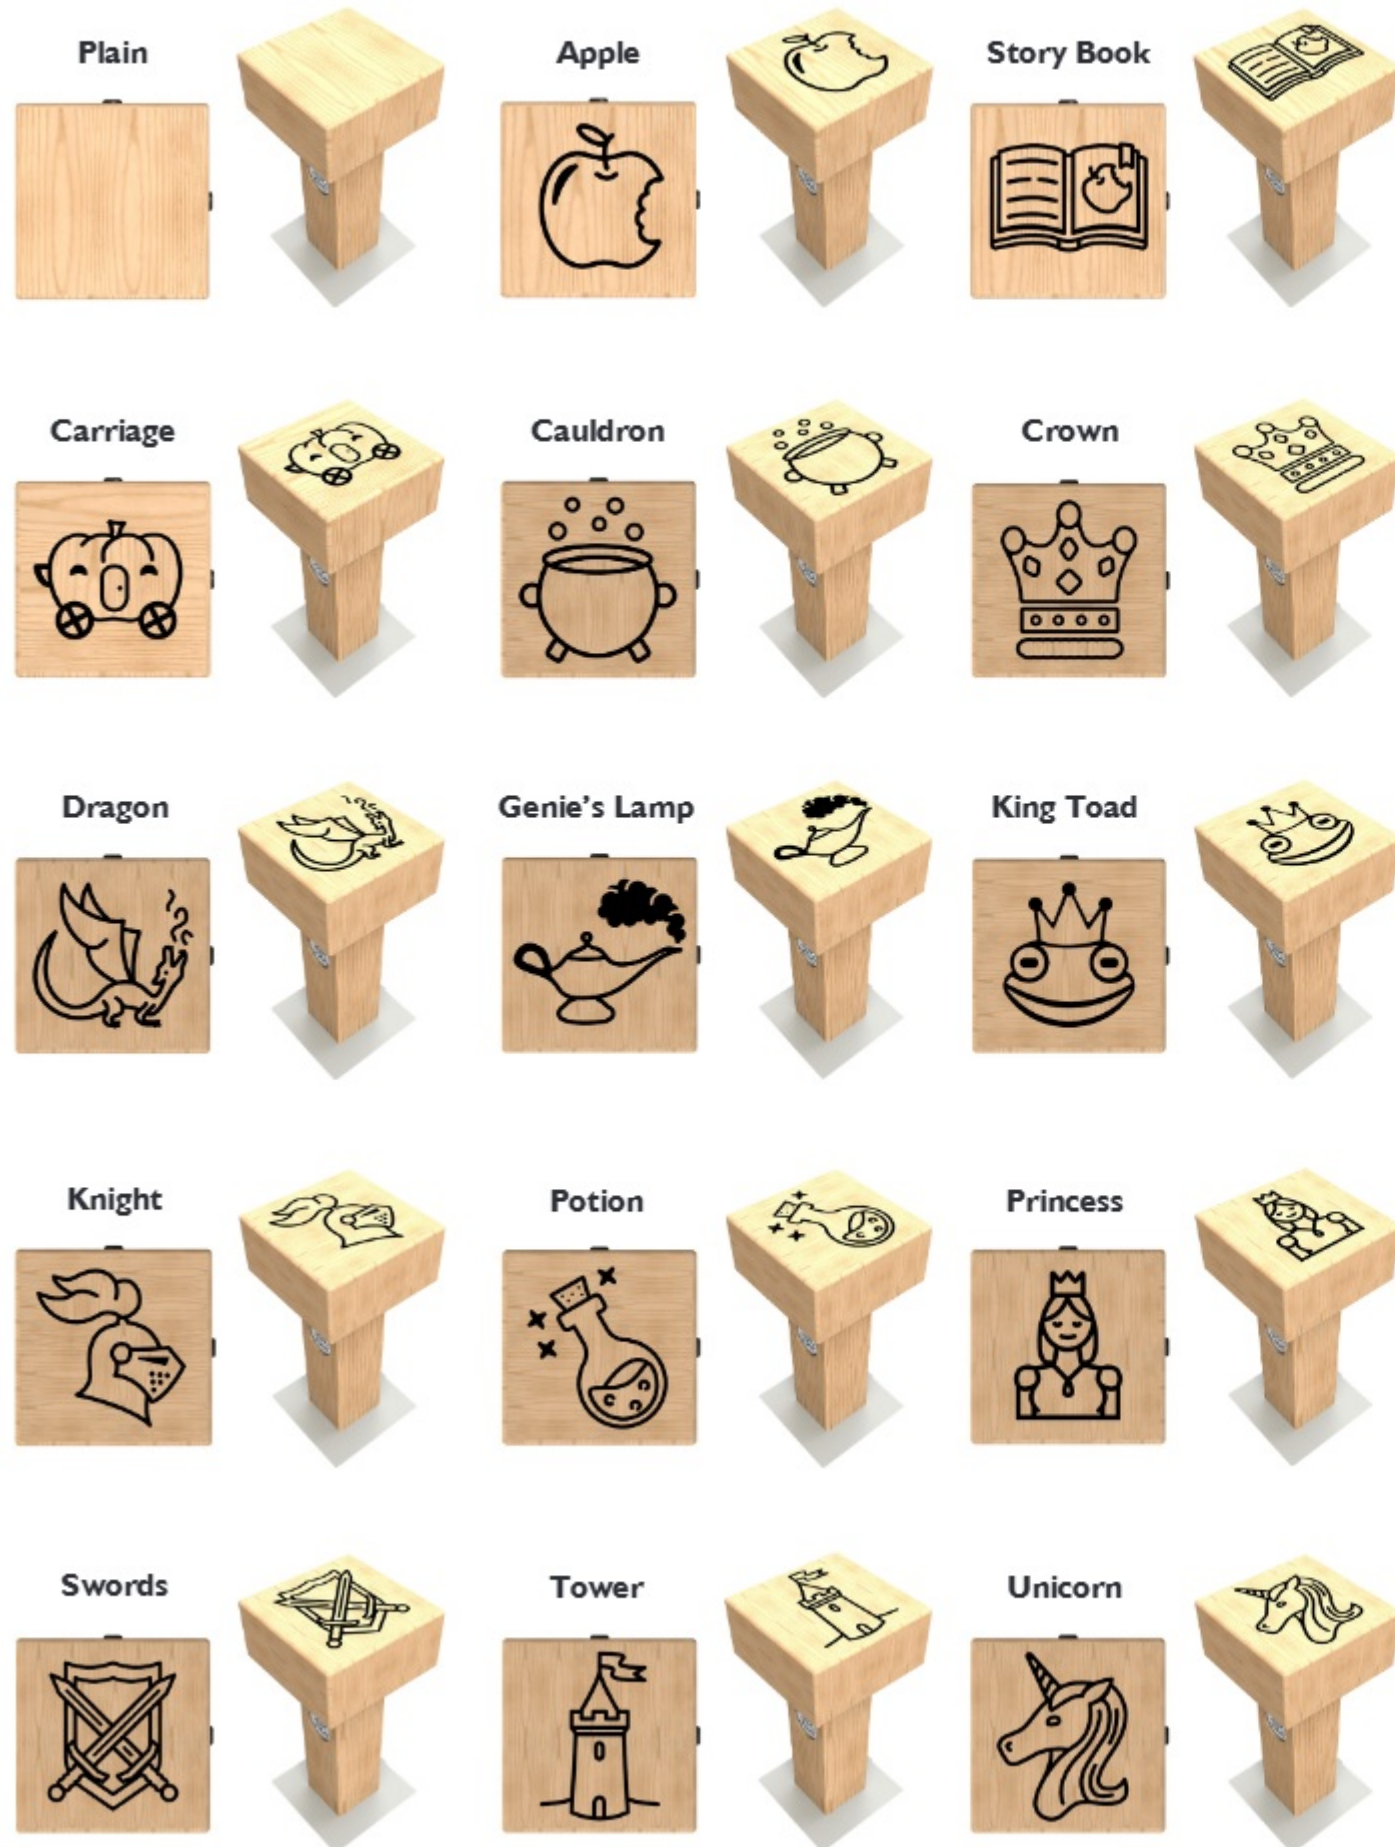 Plain
Apple
Story Book
Carriage
Cauldron
Crown
Dragon
Genie's Lamp
King Toad
Knight
Potion
Princess
Swords
Tower
Unicorn